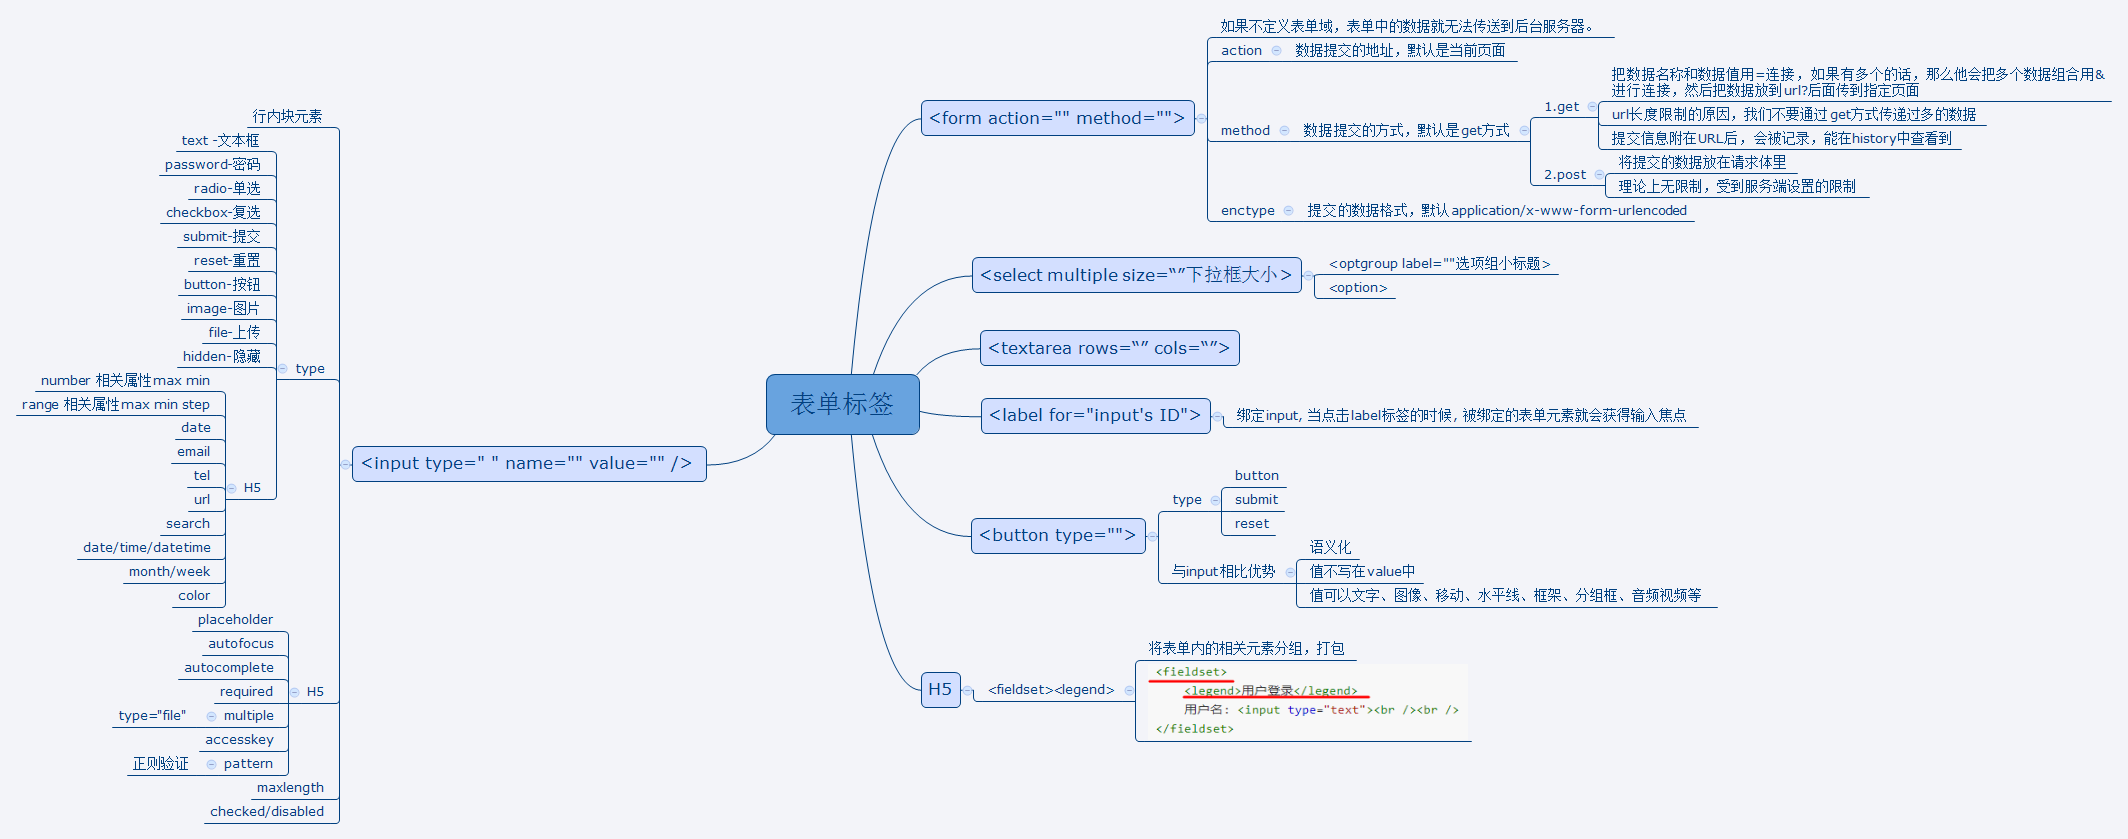 表单标签
<form action="" method="">
如果不定义表单域，表单中的数据就无法传送到后台服务器。
action
数据提交的地址，默认是当前页面
method
数据提交的方式，默认是get方式
1.get
把数据名称和数据值用=连接，如果有多个的话，那么他会把多个数据组合用&
进行连接，然后把数据放到url?后面传到指定页面
url长度限制的原因，我们不要通过get方式传递过多的数据
提交信息附在URL后，会被记录，能在history中查看到
2.post
将提交的数据放在请求体里
理论上无限制，受到服务端设置的限制
enctype
提交的数据格式，默认application/x-www-form-urlencoded
<select multiple size=“”下拉框大小>
<optgroup label=""选项组小标题>
<option>
<textarea rows=“” cols=“”>
<label for="input's ID">
绑定input, 当点击label标签的时候, 被绑定的表单元素就会获得输入焦点
<button type="">
type
button
submit
reset
与input相比优势
语义化
值不写在value中
值可以文字、图像、移动、水平线、框架、分组框、音频视频等
H5
<fieldset><legend>
将表单内的相关元素分组，打包
<fieldset>
<legend>用户登录</legend>
用户名: <input type="text"><br /><br />
</fieldset>
<input type=" " name="" value="" />
行内块元素
type
text -文本框
password-密码
radio-单选
checkbox-复选
submit-提交
reset-重置
button-按钮
image-图片
file-上传
hidden-隐藏
H5
number 相关属性max min
range 相关属性max min step
date
email
tel
url
search
date/time/datetime
month/week
color
H5
placeholder
autofocus
autocomplete
required
multiple
type="file"
accesskey
pattern
正则验证
maxlength
checked/disabled